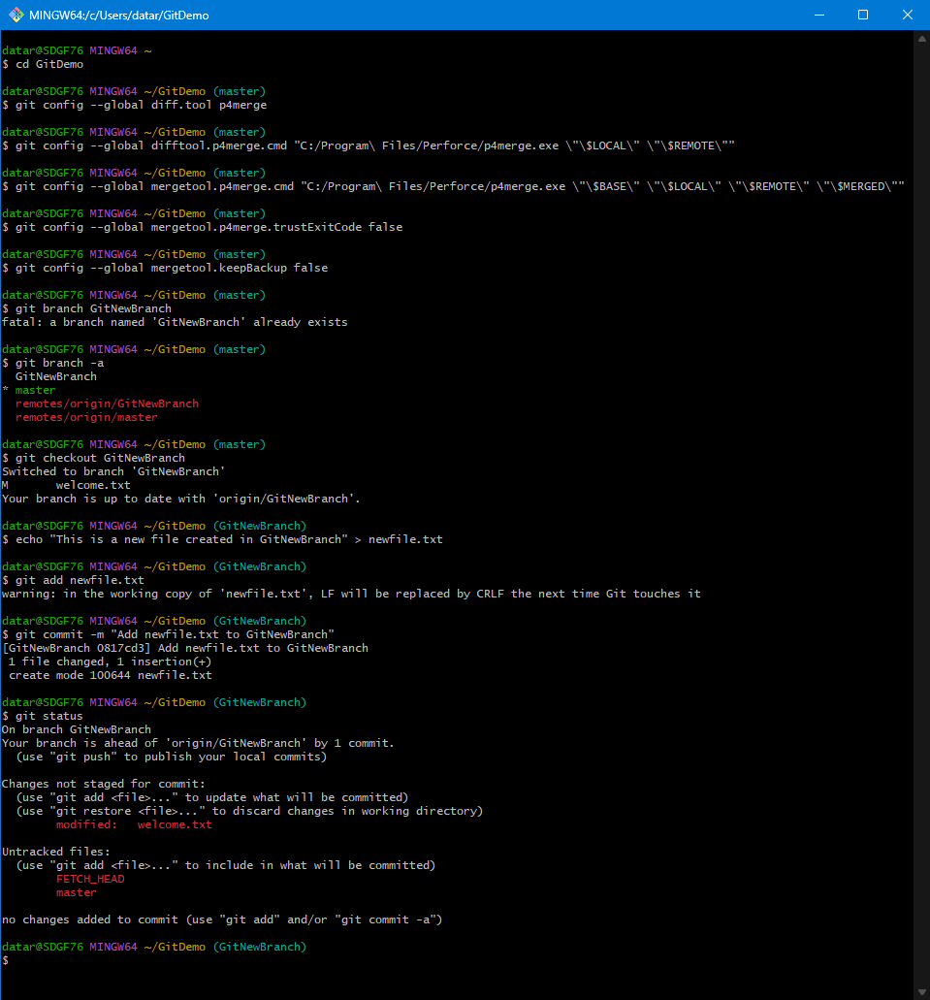 MINGW64:/c/Users/datar/GitDemo
datar@SDGF76 MINGW64 ~
$ cd GitDemo
datar@SDGF76 MINGW64 ~/GitDemo (master)
$ git config --global diff.tool p4merge
datar@SDGF76 MINGW64 ~/GitDemo (master)
$ git config --global difftool.p4merge.cmd "C:/Program\ Files/Perforce/p4merge.exe \"\$LOCAL\" \"\$REMOTE\""
datar@SDGF76 MINGW64 ~/GitDemo (master)
$ git config --global mergetool.p4merge.cmd "C:/Program\ Files/Perforce/p4merge.exe \"\$BASE\" \"\$LOCAL\" \"\$REMOTE\" \"\$MERGED\""
datar@SDGF76 MINGW64 ~/GitDemo (master)
$ git config --global mergetool.p4merge.trustExitCode false
datar@SDGF76 MINGW64 ~/GitDemo (master)
$ git config --global mergetool.keepBackup false
datar@SDGF76 MINGW64 ~/GitDemo (master)
$ git branch GitNewBranch
fatal: a branch named 'GitNewBranch' already exists
datar@SDGF76 MINGW64 ~/GitDemo (master)
$ git branch -a
  GitNewBranch
* master
  remotes/origin/GitNewBranch
  remotes/origin/master
datar@SDGF76 MINGW64 ~/GitDemo (master)
$ git checkout GitNewBranch
Switched to branch 'GitNewBranch'
M       welcome.txt
Your branch is up to date with 'origin/GitNewBranch'.
datar@SDGF76 MINGW64 ~/GitDemo (GitNewBranch)
$ echo "This is a new file created in GitNewBranch" > newfile.txt
datar@SDGF76 MINGW64 ~/GitDemo (GitNewBranch)
$ git add newfile.txt
warning: in the working copy of 'newfile.txt', LF will be replaced by CRLF the next time Git touches it
datar@SDGF76 MINGW64 ~/GitDemo (GitNewBranch)
$ git commit -m "Add newfile.txt to GitNewBranch"
[GitNewBranch 0817cd3] Add newfile.txt to GitNewBranch
 1 file changed, 1 insertion(+)
 create mode 100644 newfile.txt
datar@SDGF76 MINGW64 ~/GitDemo (GitNewBranch)
$ git status
On branch GitNewBranch
Your branch is ahead of 'origin/GitNewBranch' by 1 commit.
  (use "git push" to publish your local commits)
Changes not staged for commit:
  (use "git add <file>..." to update what will be committed)
  (use "git restore <file>..." to discard changes in working directory)
        modified:   welcome.txt
Untracked files:
  (use "git add <file>..." to include in what will be committed)
        FETCH_HEAD
        master
no changes added to commit (use "git add" and/or "git commit -a")
datar@SDGF76 MINGW64 ~/GitDemo (GitNewBranch)
$